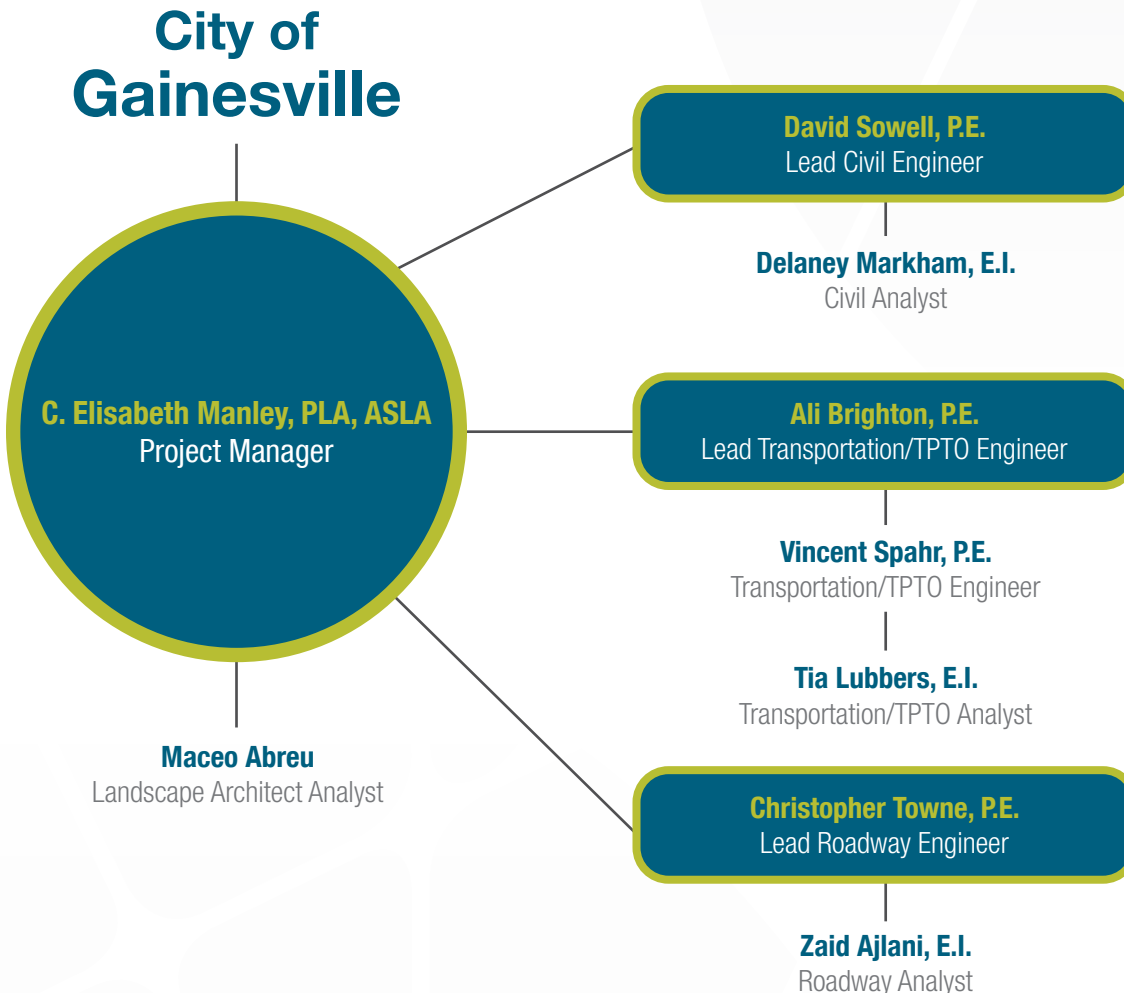 City of
Gainesville
C. Elisabeth Manley, PLA, ASLA
Project Manager
Maceo Abreu
Landscape Architect Analyst
David Sowell, P.E.
Lead Civil Engineer
Delaney Markham, E.I.
Civil Analyst
Ali Brighton, P.E.
Lead Transportation/TPTO Engineer
Vincent Spahr, P.E.
Transportation/TPTO Engineer
Tia Lubbers, E.I.
Transportation/TPTO Analyst
Christopher Towne, P.E.
Lead Roadway Engineer
Zaid Ajlani, E.I.
Roadway Analyst